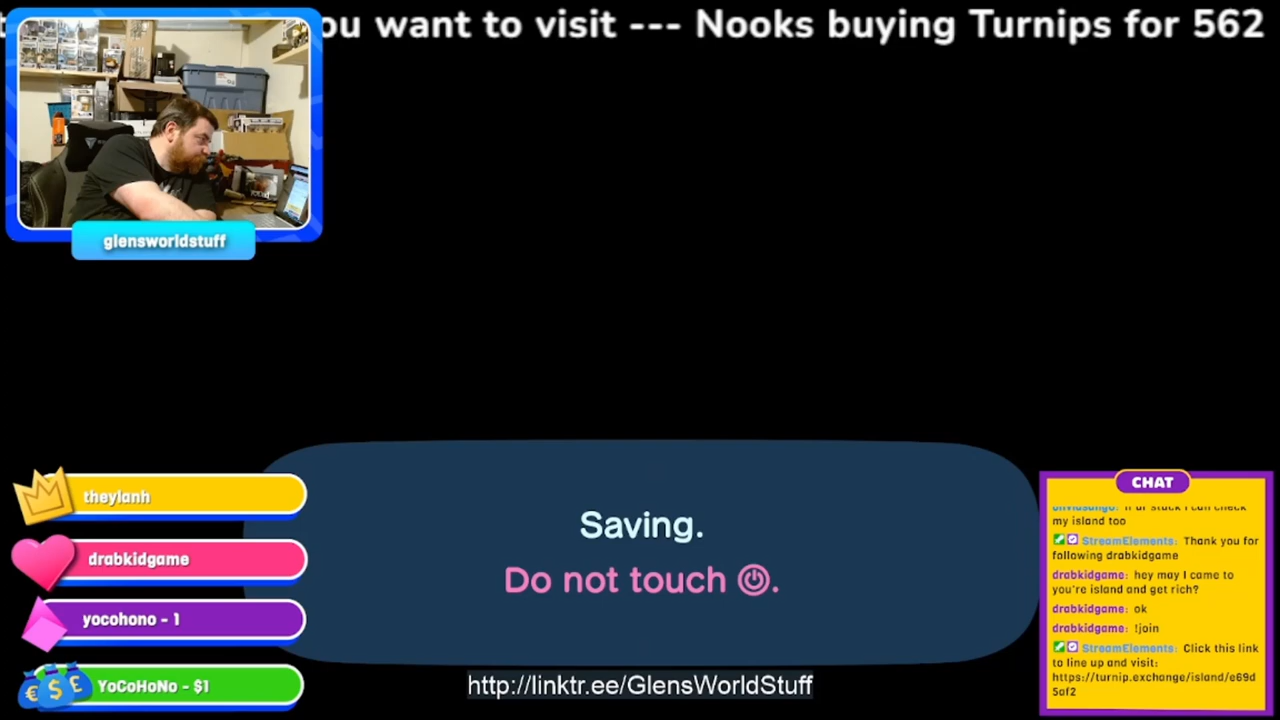 ou want to visit --- Nooks buying Turnips for 562
glensworldstuff
theylanh
drabkidgame
yocohono - 1
YoCoHoNo - $1
Saving.
Do not touch
http://linktr.ee/GlensWorldStuff
CHAT
my island too
StreamElements: Thank you for
following drabkidgame
drabkidgame: hey may I came to
you're island and get rich?
drabkidgame: ok
drabkidgame: !join
StreamElements: Click this link
to line up and visit:
https://turnip.exchange/island/e69d
5af2